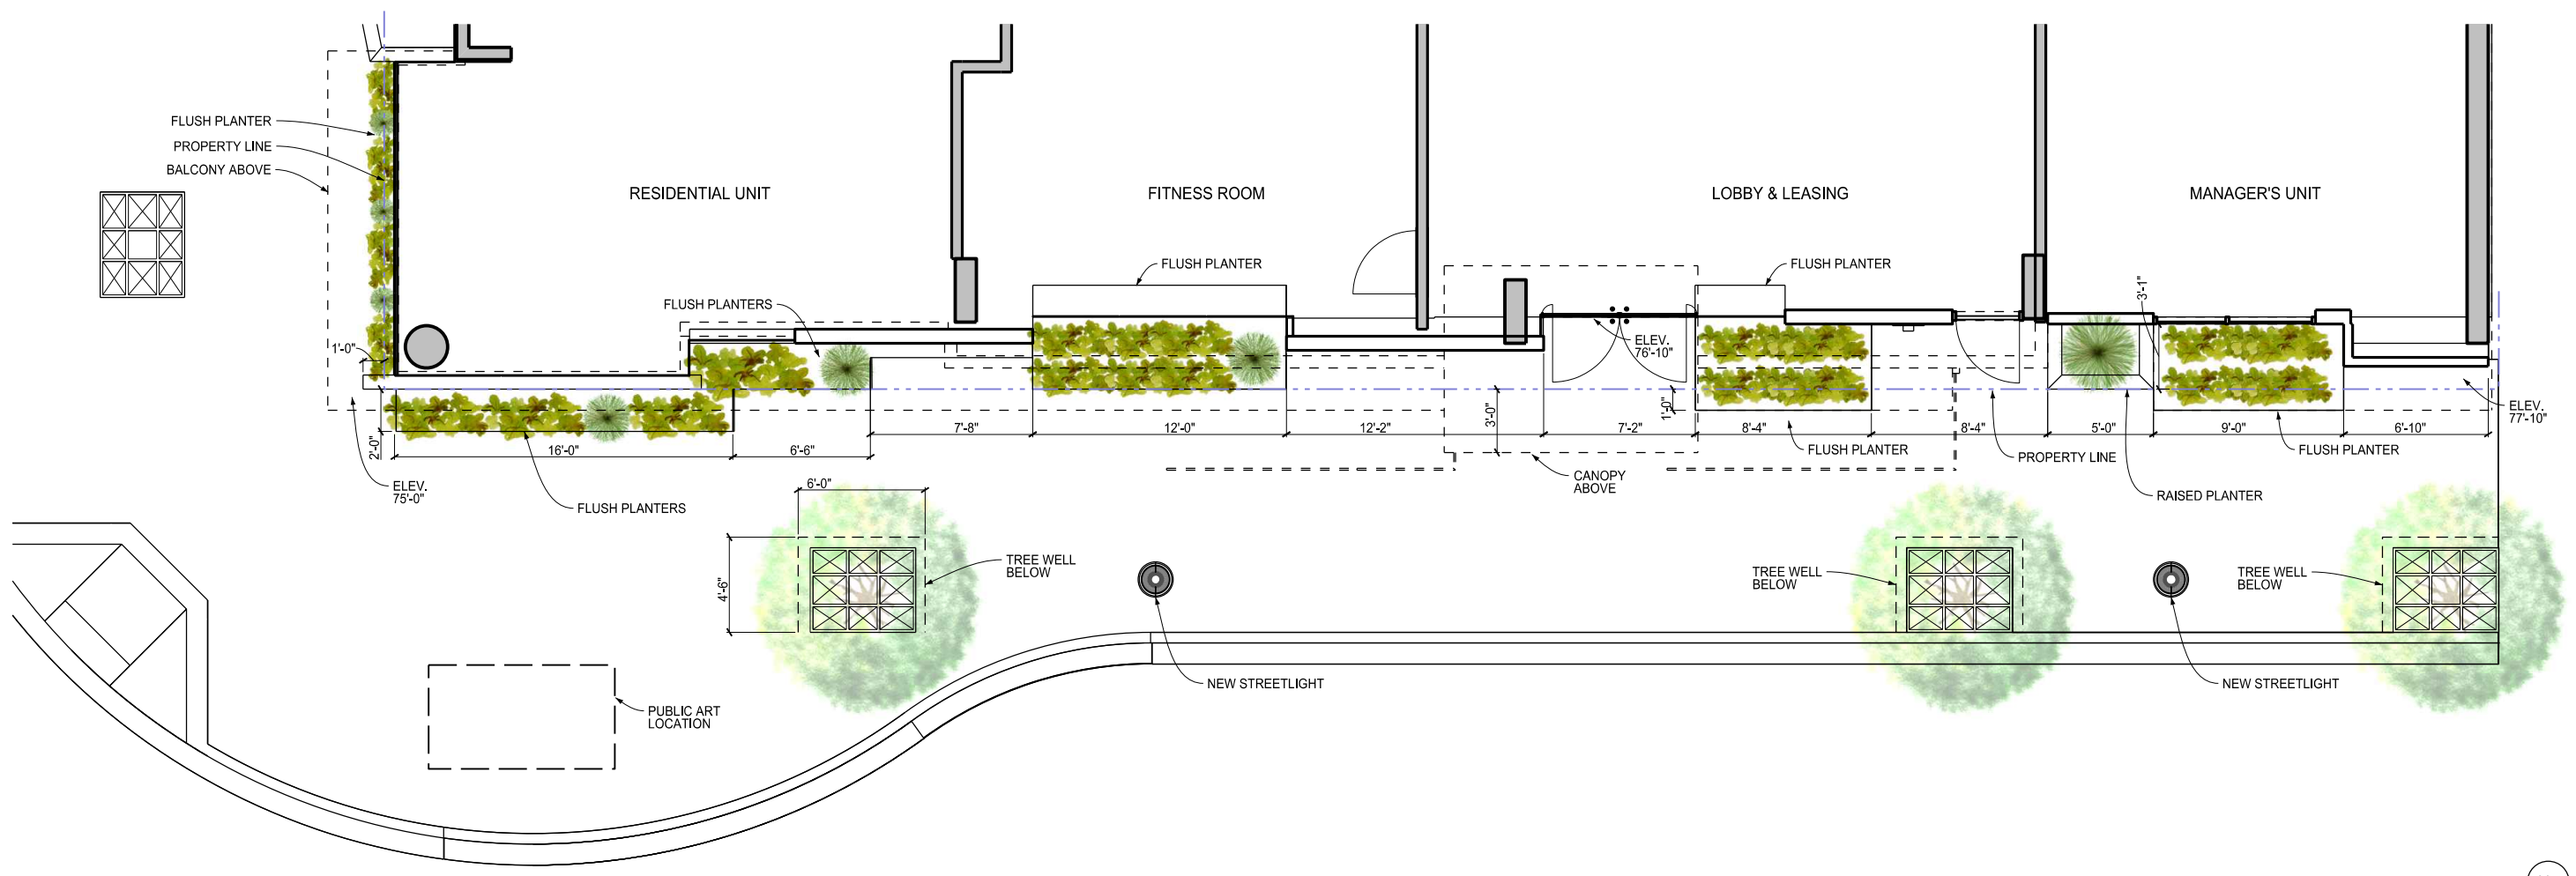 FLUSH PLANTER
PROPERTY LINE
BALCONY ABOVE
RESIDENTIAL UNIT
FITNESS ROOM
LOBBY & LEASING
MANAGER'S UNIT
FLUSH PLANTER
FLUSH PLANTER
FLUSH PLANTERS
3'-1"
1'-0"
ELEV.
76'-10"
2'-0"
16'-0"
6'-6"
7'-8"
12'-0"
12'-2"
3'-0"
7'-2"
1'-0"
8'-4"
8'-4"
5'-0"
9'-0"
6'-10"
ELEV.
77'-10"
FLUSH PLANTER
PROPERTY LINE
FLUSH PLANTER
ELEV.
75'-0"
FLUSH PLANTERS
6'-0"
CANOPY
ABOVE
RAISED PLANTER
4'-6"
TREE WELL
BELOW
TREE WELL
BELOW
TREE WELL
BELOW
NEW STREETLIGHT
NEW STREETLIGHT
PUBLIC ART
LOCATION